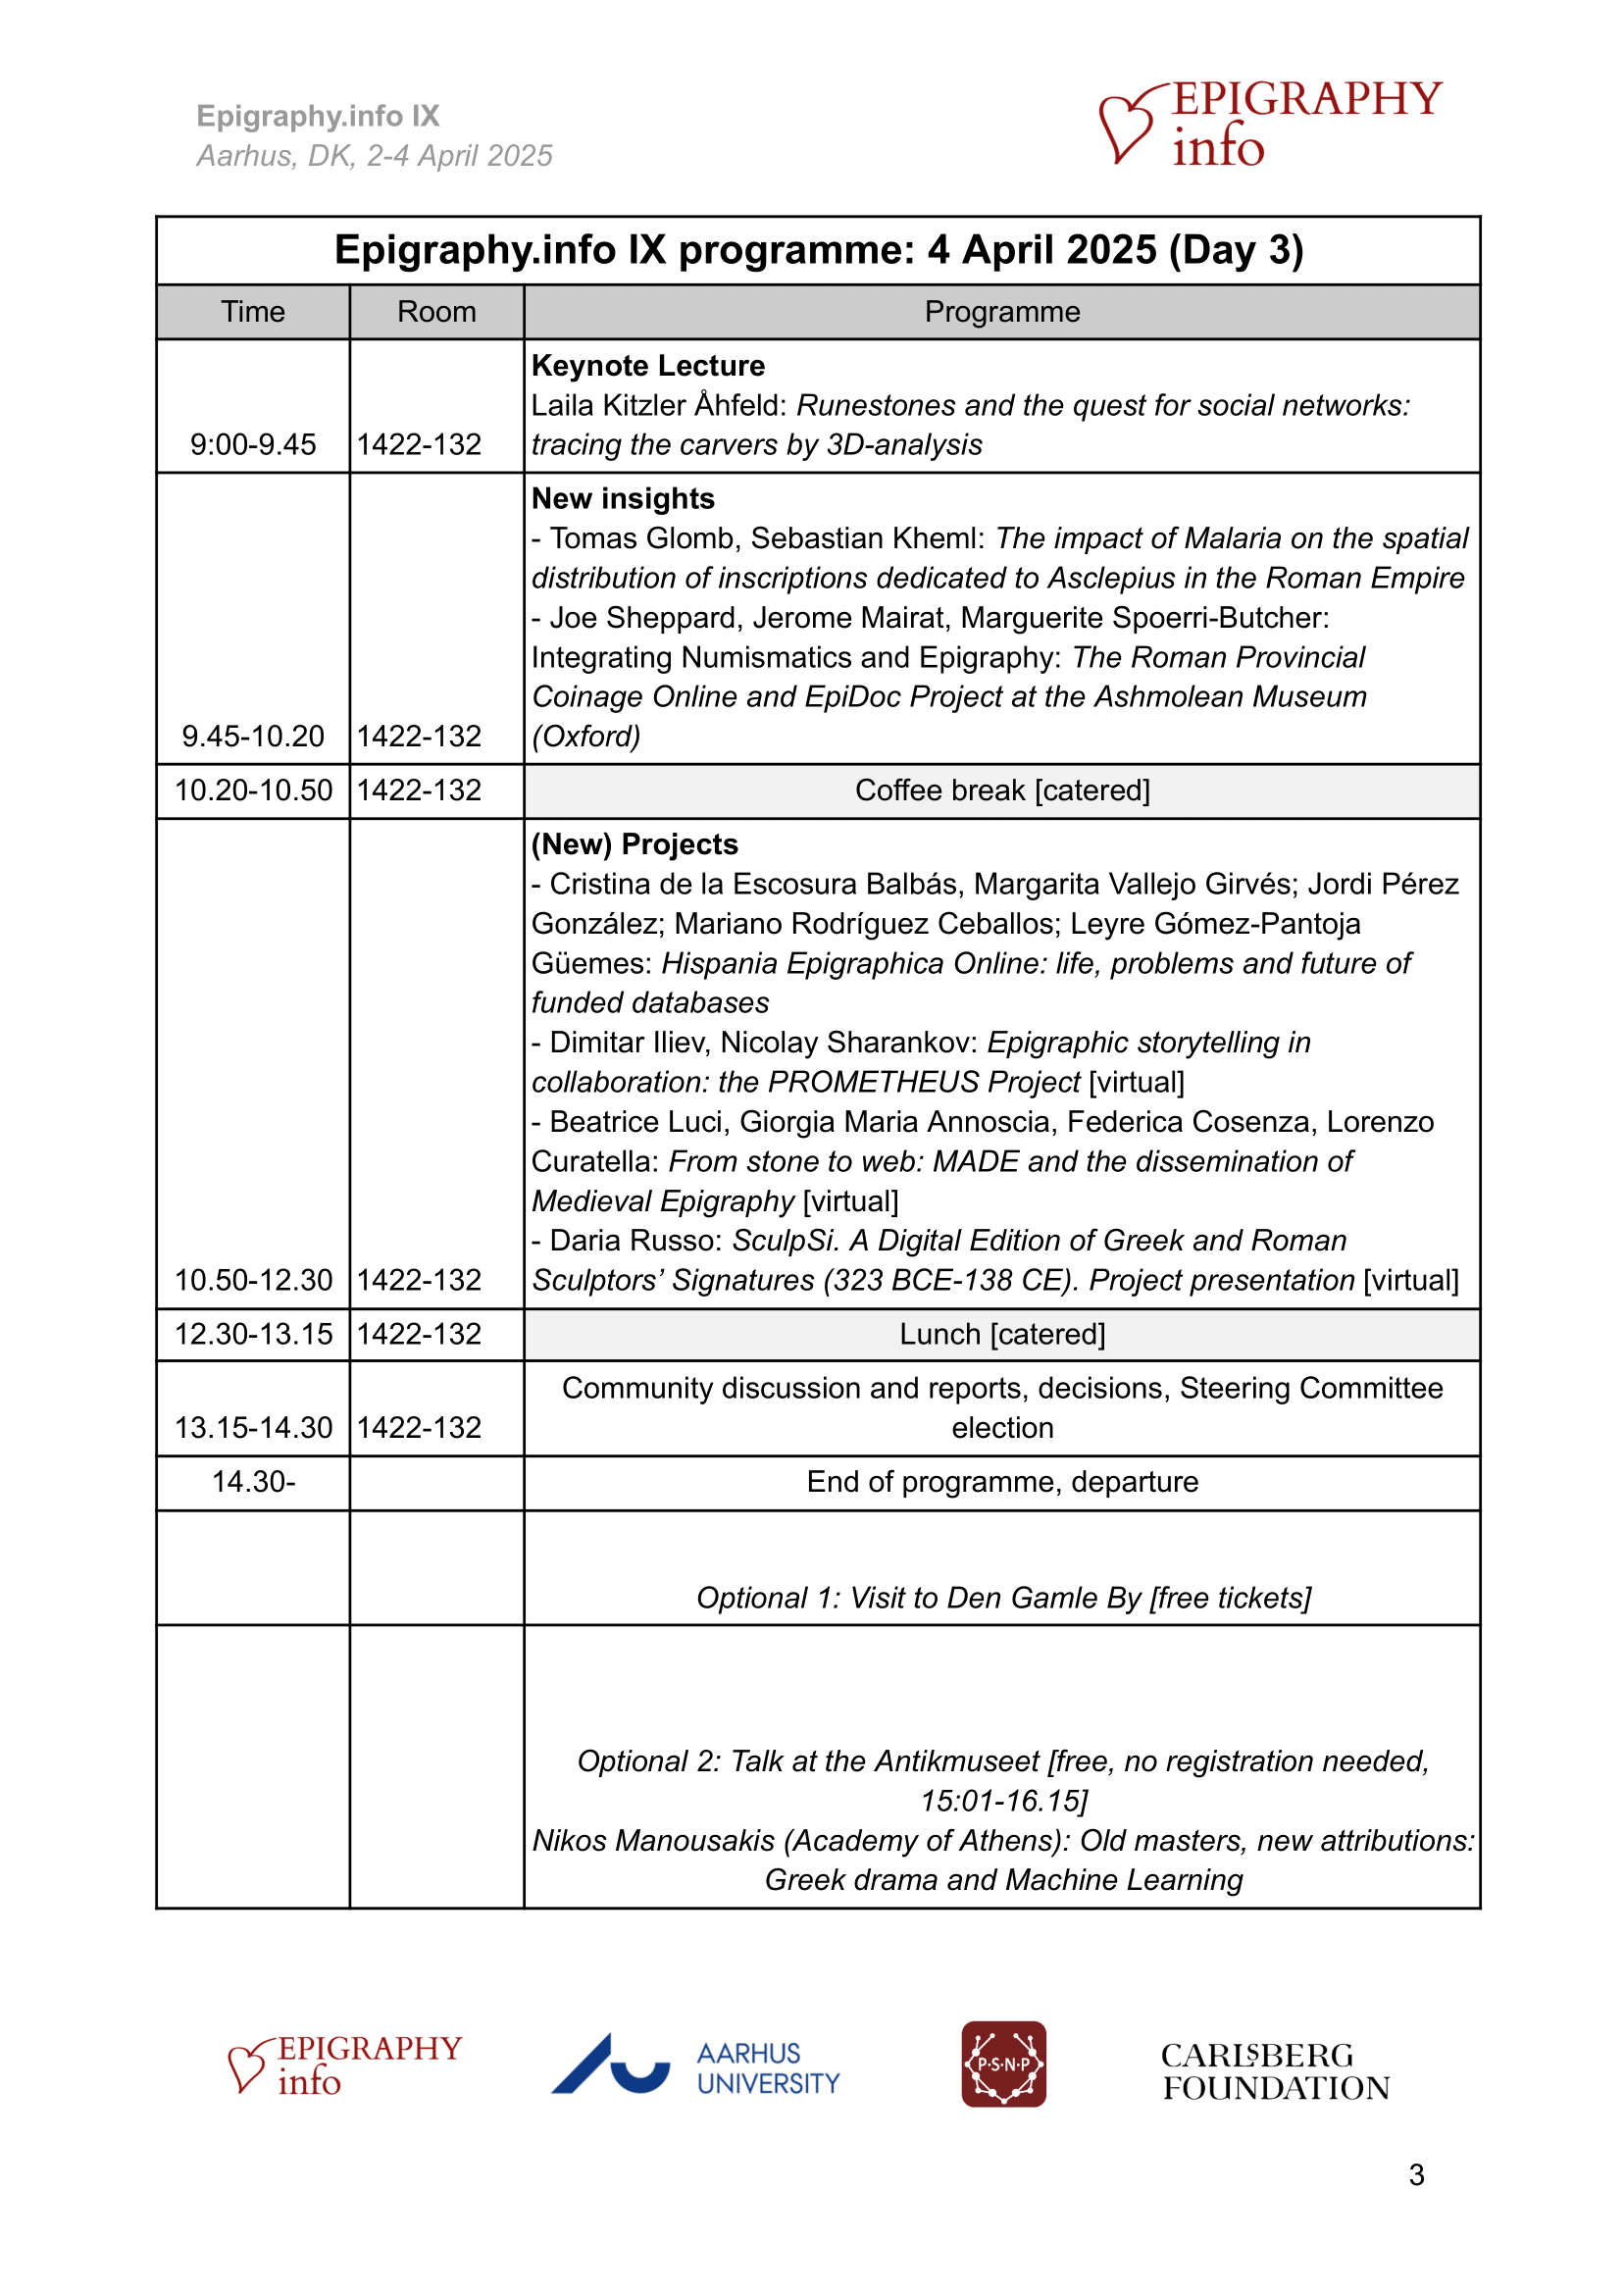 Epigraphy.info IX
Aarhus, DK, 2-4 April 2025
EPIGRAPHY
info
Epigraphy.info IX programme: 4 April 2025 (Day 3)
Time Room Programme
Keynote Lecture
Laila Kitzler Åhfeld: Runestones and the quest for social networks:
9:00-9.45 1422-132 tracing the carvers by 3D-analysis
New insights
- Tomas Glomb, Sebastian Kheml: The impact of Malaria on the spatial
distribution of inscriptions dedicated to Asclepius in the Roman Empire
- Joe Sheppard, Jerome Mairat, Marguerite Spoerri-Butcher:
Integrating Numismatics and Epigraphy: The Roman Provincial
Coinage Online and EpiDoc Project at the Ashmolean Museum
9.45-10.20 1422-132 (Oxford)
10.20-10.50 1422-132 Coffee break [catered]
(New) Projects
- Cristina de la Escosura Balbás, Margarita Vallejo Girvés; Jordi Pérez
González; Mariano Rodríguez Ceballos; Leyre Gómez-Pantoja
Güemes: Hispania Epigraphica Online: life, problems and future of
funded databases
- Dimitar Iliev, Nicolay Sharankov: Epigraphic storytelling in
collaboration: the PROMETHEUS Project [virtual]
- Beatrice Luci, Giorgia Maria Annoscia, Federica Cosenza, Lorenzo
Curatella: From stone to web: MADE and the dissemination of
Medieval Epigraphy [virtual]
- Daria Russo: SculpSi. A Digital Edition of Greek and Roman
10.50-12.30 1422-132 Sculptors’ Signatures (323 BCE-138 CE). Project presentation [virtual]
12.30-13.15 1422-132 Lunch [catered]
Community discussion and reports, decisions, Steering Committee
13.15-14.30 1422-132 election
14.30- End of programme, departure
Optional 1: Visit to Den Gamle By [free tickets]
Optional 2: Talk at the Antikmuseet [free, no registration needed,
15:01-16.15]
Nikos Manousakis (Academy of Athens): Old masters, new attributions:
Greek drama and Machine Learning
EPIGRAPHY
info
AARHUS
UNIVERSITY
P·S·N·P
CARLSBERG
FOUNDATION
3